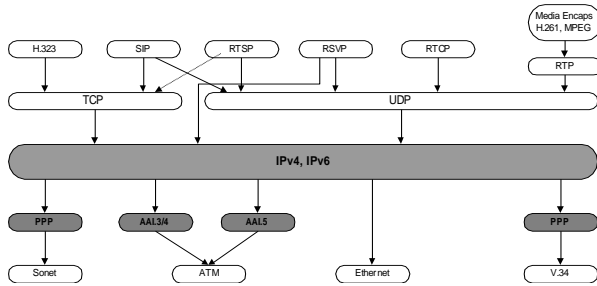 Media Encaps
H.261, MPEG
H.323
SIP
RTSP
RSVP
RTCP
RTP
TCP
UDP
IPv4, IPv6
PPP
AAL3/4
AAL5
PPP
Sonet
ATM
Ethernet
V.34